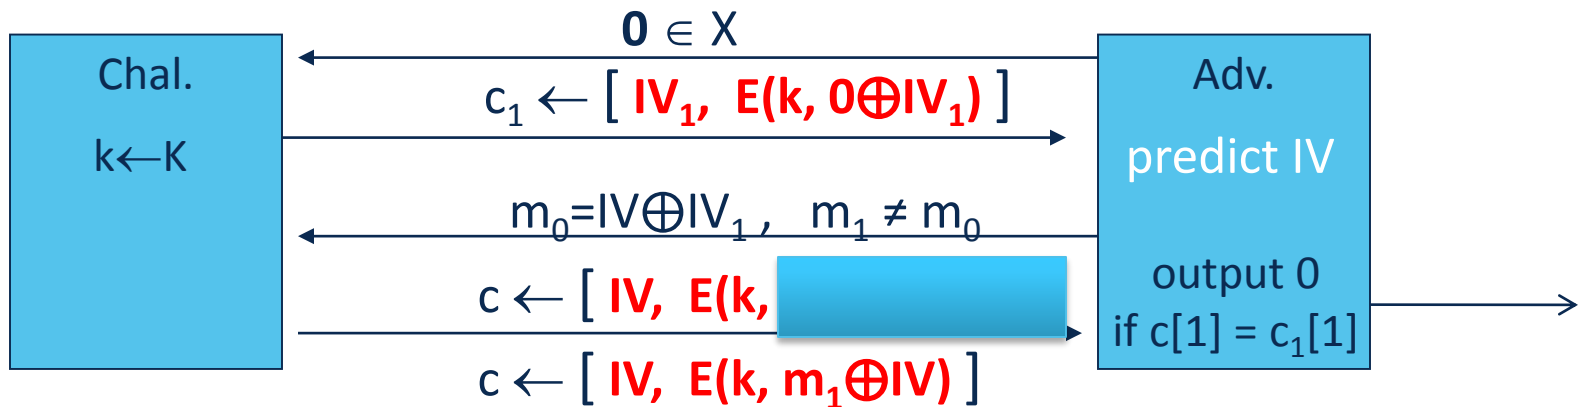 0 ∈ X
Chal.
k←K
c₁ ← [ IV₁, E(k, 0⊕IV₁) ]
Adv.
predict IV
m₀=IV⊕IV₁ , m₁ ≠ m₀
c ← [ IV, E(k,
output 0
if c[1] = c₁[1]
c ← [ IV, E(k, m₁⊕IV) ]